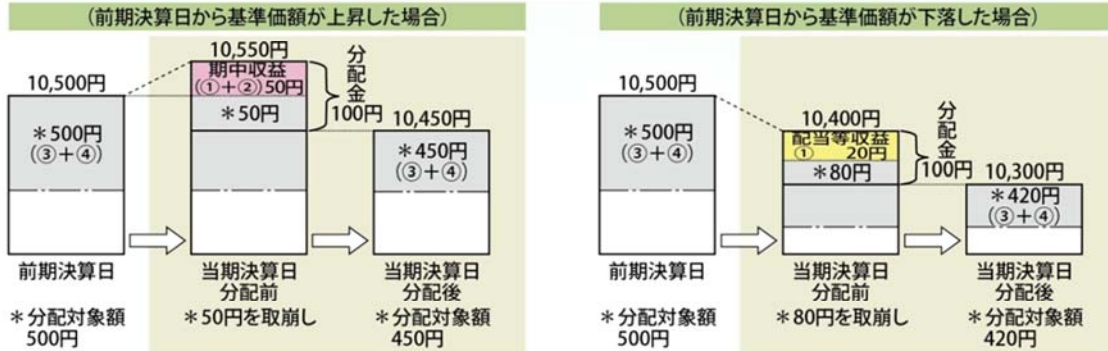 (前期決算日から基準価額が上昇した場合)
10,550円
期中収益
(①+②)50円
*50円
分配金
100円
10,500円
*500円
(③+④)
10,450円
*450円
(③+④)
前期決算日
当期決算日
分配前
当期決算日
分配後
*分配対象額
500円
*50円を取崩し
*分配対象額
450円
(前期決算日から基準価額が下落した場合)
10,500円
*500円
(③+④)
10,400円
配当等収益
① 20円
*80円
分配金
100円
10,300円
*420円
(③+④)
前期決算日
当期決算日
分配前
当期決算日
分配後
*分配対象額
500円
*80円を取崩し
*分配対象額
420円